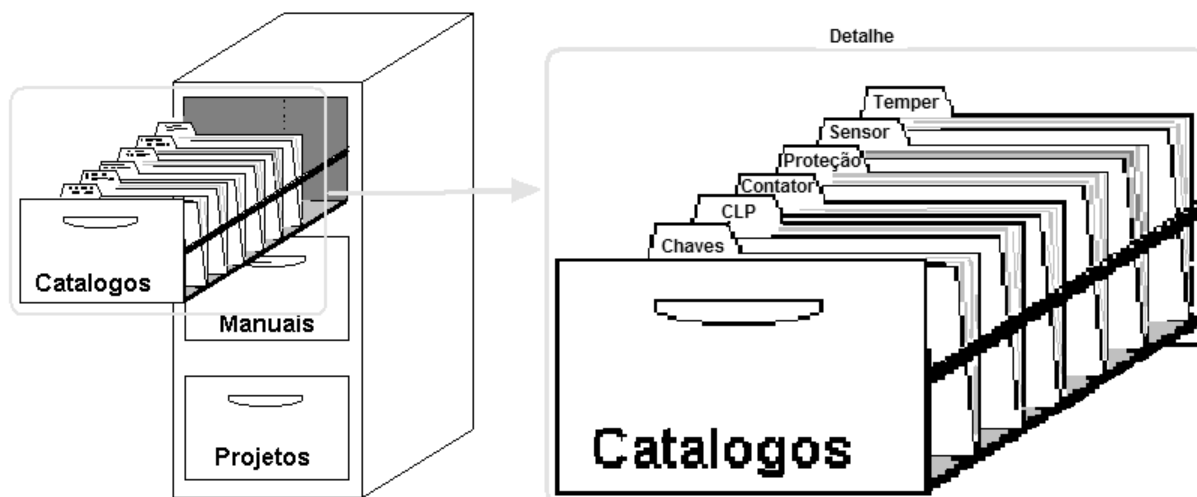 Catalogos
Manuais
Projetos
Detalhe
Temper
Sensor
Proteção
Contator
CLP
Chaves
Catalogos